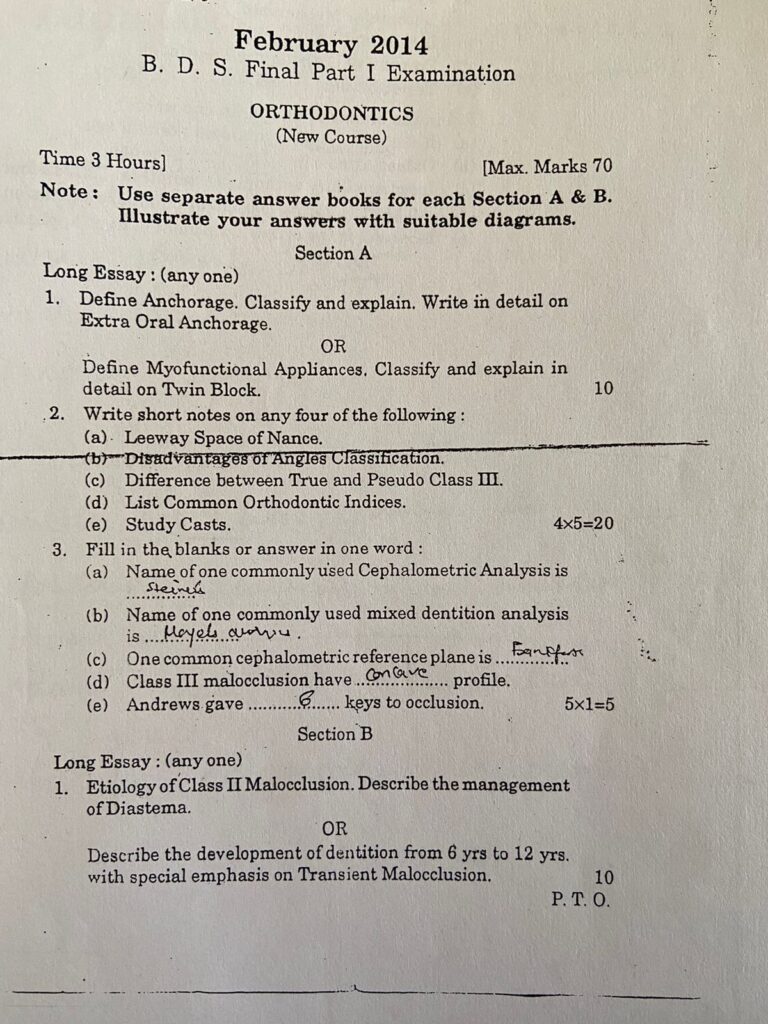 February 2014
B. D. S. Final Part I Examination
ORTHODONTICS
(New Course)
Time 3 Hours] [Max. Marks 70
Note : Use separate answer books for each Section A & B.
Illustrate your answers with suitable diagrams.
Section A
Long Essay : (any one)
1. Define Anchorage. Classify and explain. Write in detail on
Extra Oral Anchorage.
OR
Define Myofunctional Appliances. Classify and explain in
detail on Twin Block. 10
2. Write short notes on any four of the following :
(a) Leeway Space of Nance.
(b) Disadvantages of Angles Classification.
(c) Difference between True and Pseudo Class III.
(d) List Common Orthodontic Indices.
(e) Study Casts. 4×5=20
3. Fill in the blanks or answer in one word :
(a) Name of one commonly used Cephalometric Analysis is
..................
(b) Name of one commonly used mixed dentition analysis
is ..................... .
(c) One common cephalometric reference plane is ..................
(d) Class III malocclusion have ..Concave.. profile.
(e) Andrews gave ..........6...... keys to occlusion. 5×1=5
Section B
Long Essay : (any one)
1. Etiology of Class II Malocclusion. Describe the management
of Diastema.
OR
Describe the development of dentition from 6 yrs to 12 yrs.
with special emphasis on Transient Malocclusion. 10
P. T. O.